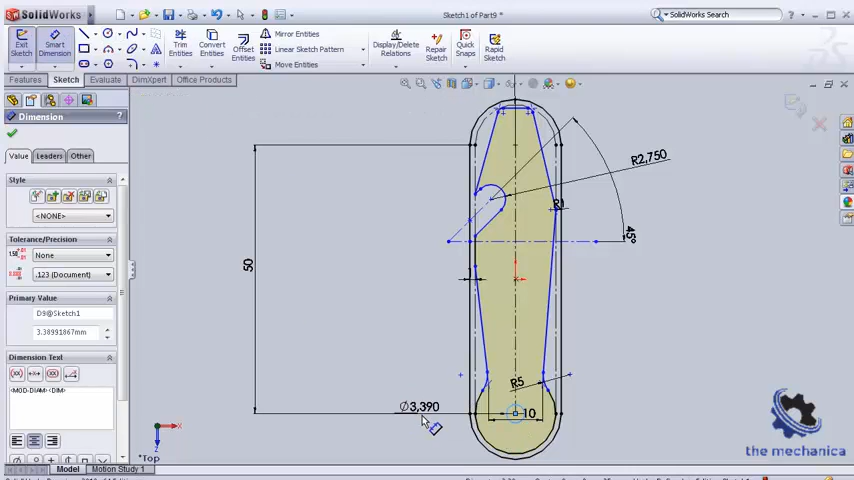 SolidWorks
Sketch1 of Part9 *
SolidWorks Search
Exit Sketch
Smart Dimension
Trim Entities
Convert Entities
Offset Entities
Mirror Entities
Linear Sketch Pattern
Move Entities
Display/Delete Relations
Repair Sketch
Quick Snaps
Rapid Sketch
Features
Sketch
Evaluate
DimXpert
Office Products
Dimension
?
Value
Leaders
Other
Style
<NONE>
Tolerance/Precision
None
.123 (Document)
Primary Value
D9@Sketch1
3.38991867mm
Dimension Text
<MOD-DIAM><DIM>
R2,750
R1
45°
50
1
R5
Ø3,390
10
X
Z
*Top
the mechanica
Model
Motion Study 1